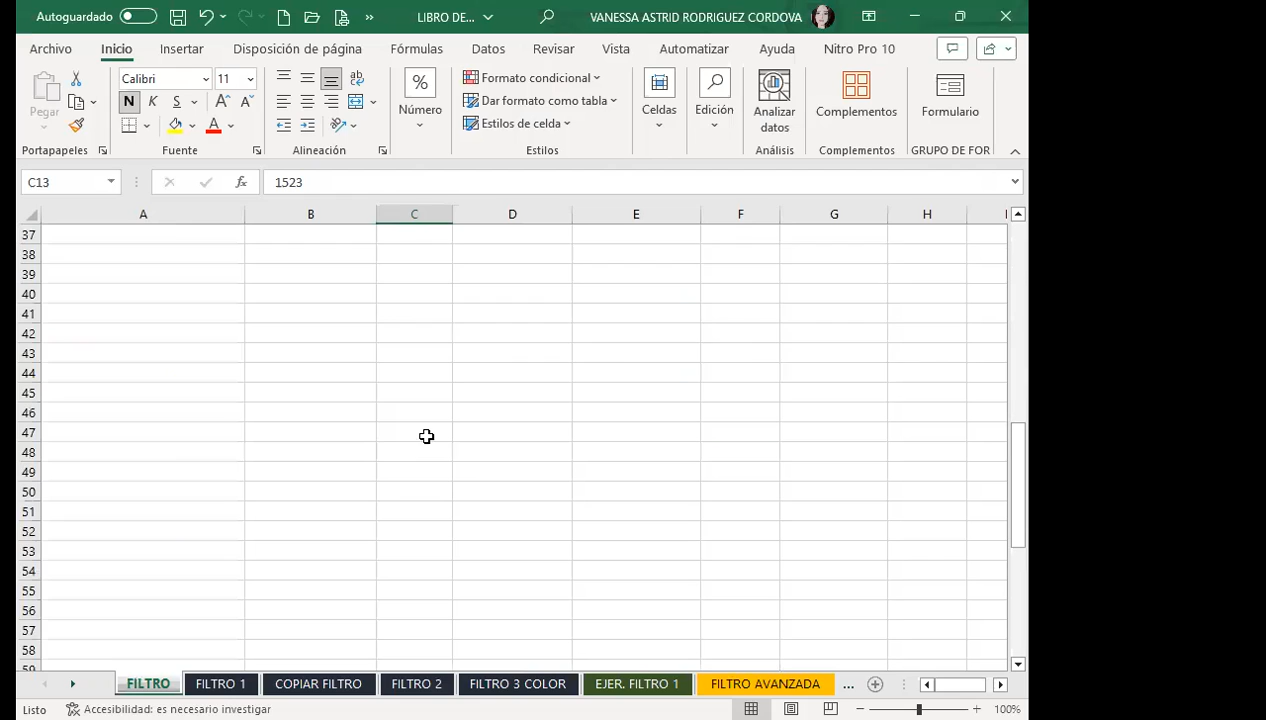 Autoguardado LIBRO DE... VANESSA ASTRID RODRIGUEZ CORDOVA
Archivo Inicio Insertar Disposición de página Fórmulas Datos Revisar Vista Automatizar Ayuda Nitro Pro 10
Pegar
Portapapeles
Calibri 11
N K S
Fuente
Alineación
Número
Formato condicional
Dar formato como tabla
Estilos de celda
Estilos
Celdas
Edición
Analizar
datos
Análisis
Complementos
Complementos
Formulario
GRUPO DE FOR
C13 fx 1523
A B C D E F G H I
37
38
39
40
41
42
43
44
45
46
47
48
49
50
51
52
53
54
55
56
57
58
59
FILTRO FILTRO 1 COPIAR FILTRO FILTRO 2 FILTRO 3 COLOR EJER. FILTRO 1 FILTRO AVANZADA ...
Listo Accesibilidad: es necesario investigar 100%